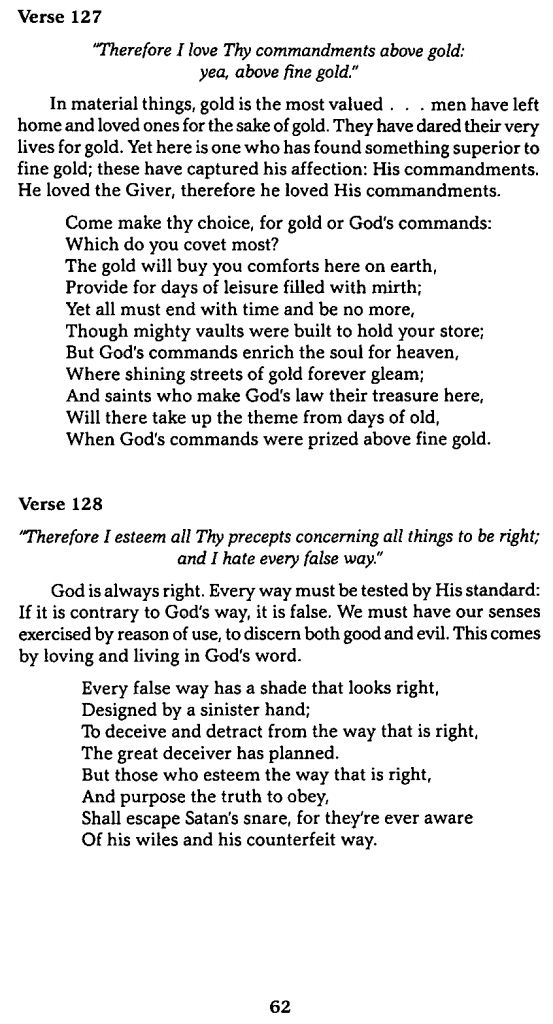 Verse 127
"Therefore I love Thy commandments above gold:
yea, above fine gold."
In material things, gold is the most valued . . . men have left
home and loved ones for the sake of gold. They have dared their very
lives for gold. Yet here is one who has found something superior to
fine gold; these have captured his affection: His commandments.
He loved the Giver, therefore he loved His commandments.
Come make thy choice, for gold or God's commands:
Which do you covet most?
The gold will buy you comforts here on earth,
Provide for days of leisure filled with mirth;
Yet all must end with time and be no more,
Though mighty vaults were built to hold your store;
But God's commands enrich the soul for heaven,
Where shining streets of gold forever gleam;
And saints who make God's law their treasure here,
Will there take up the theme from days of old,
When God's commands were prized above fine gold.
Verse 128
"Therefore I esteem all Thy precepts concerning all things to be right;
and I hate every false way."
God is always right. Every way must be tested by His standard:
If it is contrary to God's way, it is false. We must have our senses
exercised by reason of use, to discern both good and evil. This comes
by loving and living in God's word.
Every false way has a shade that looks right,
Designed by a sinister hand;
To deceive and detract from the way that is right,
The great deceiver has planned.
But those who esteem the way that is right,
And purpose the truth to obey,
Shall escape Satan's snare, for they're ever aware
Of his wiles and his counterfeit way.
62